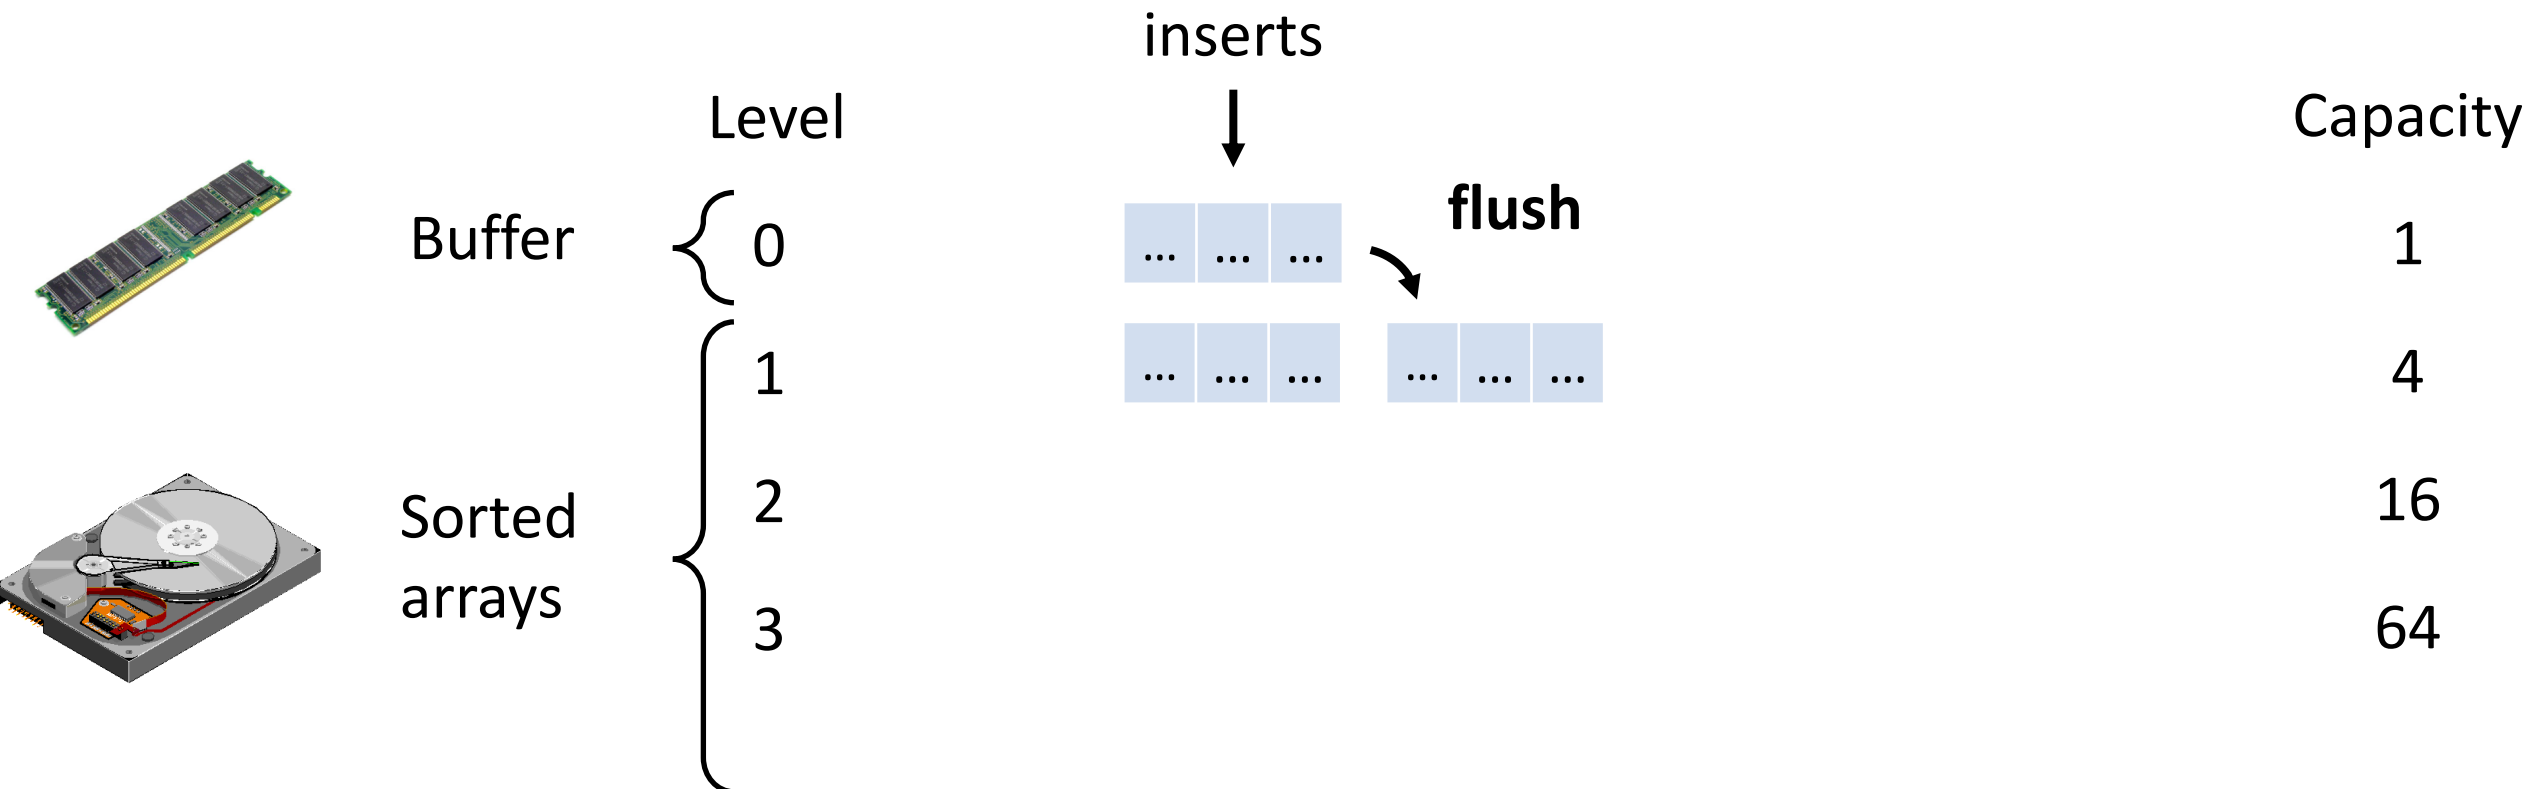 inserts
Level
Capacity
Buffer
0
... ... ...
flush
1
1
... ... ...
... ... ...
4
Sorted
arrays
2
16
3
64